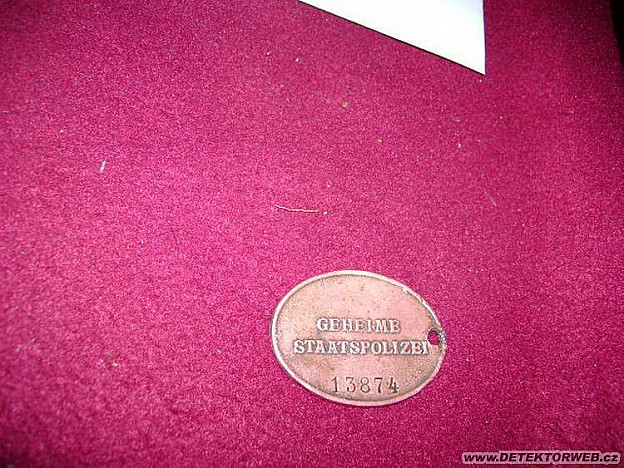 GEHEIME
STAATSPOLIZEI
13874
www.DETEKTORWEB.cz